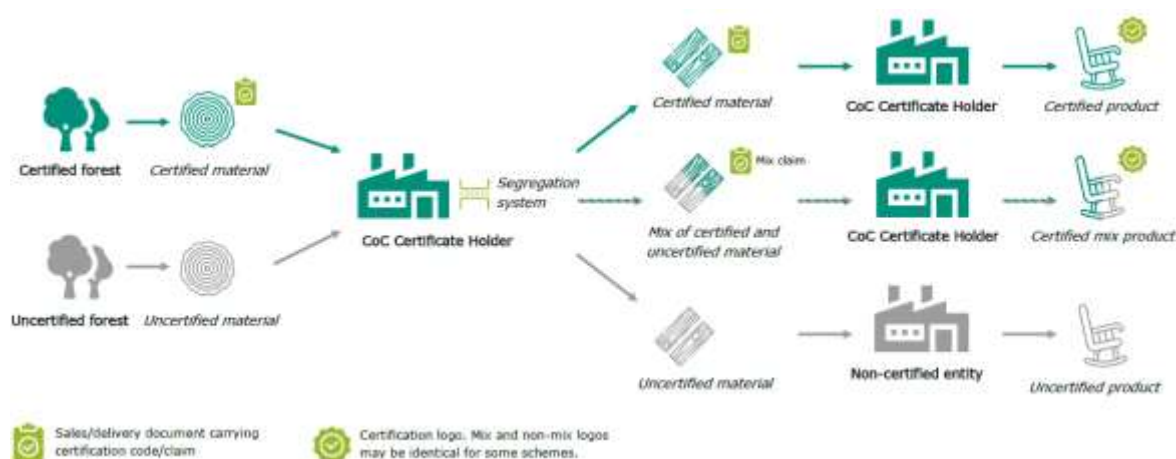 Certified material
CoC Certificate Holder
Certified product
Certified forest
Certified material
Segregation
system
CoC Certificate Holder
Mix claim
Mix of certified and
uncertified material
CoC Certificate Holder
Certified mix product
Uncertified forest
Uncertified material
Uncertified material
Non-certified entity
Uncertified product
Sales/delivery document carrying
certification code/claim
Certification logo. Mix and non-mix logos
may be identical for some schemes.